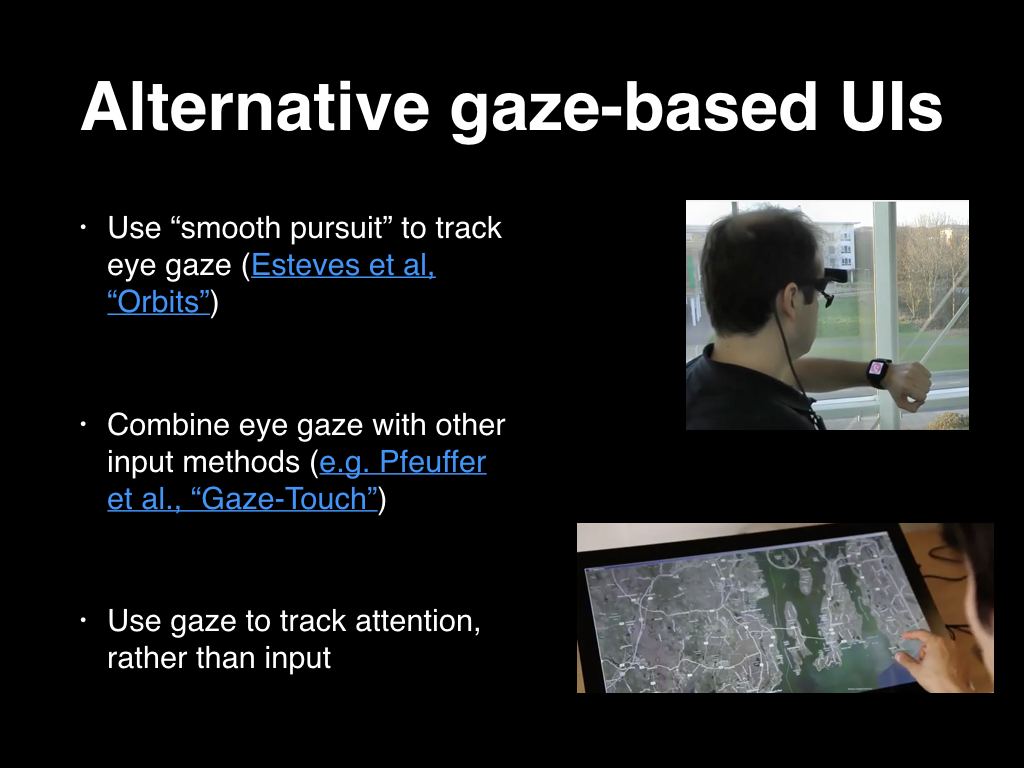 Alternative gaze-based UIs
• Use “smooth pursuit” to track
eye gaze (Esteves et al,
“Orbits”)
• Combine eye gaze with other
input methods (e.g. Pfeuffer
et al., “Gaze-Touch”)
• Use gaze to track attention,
rather than input